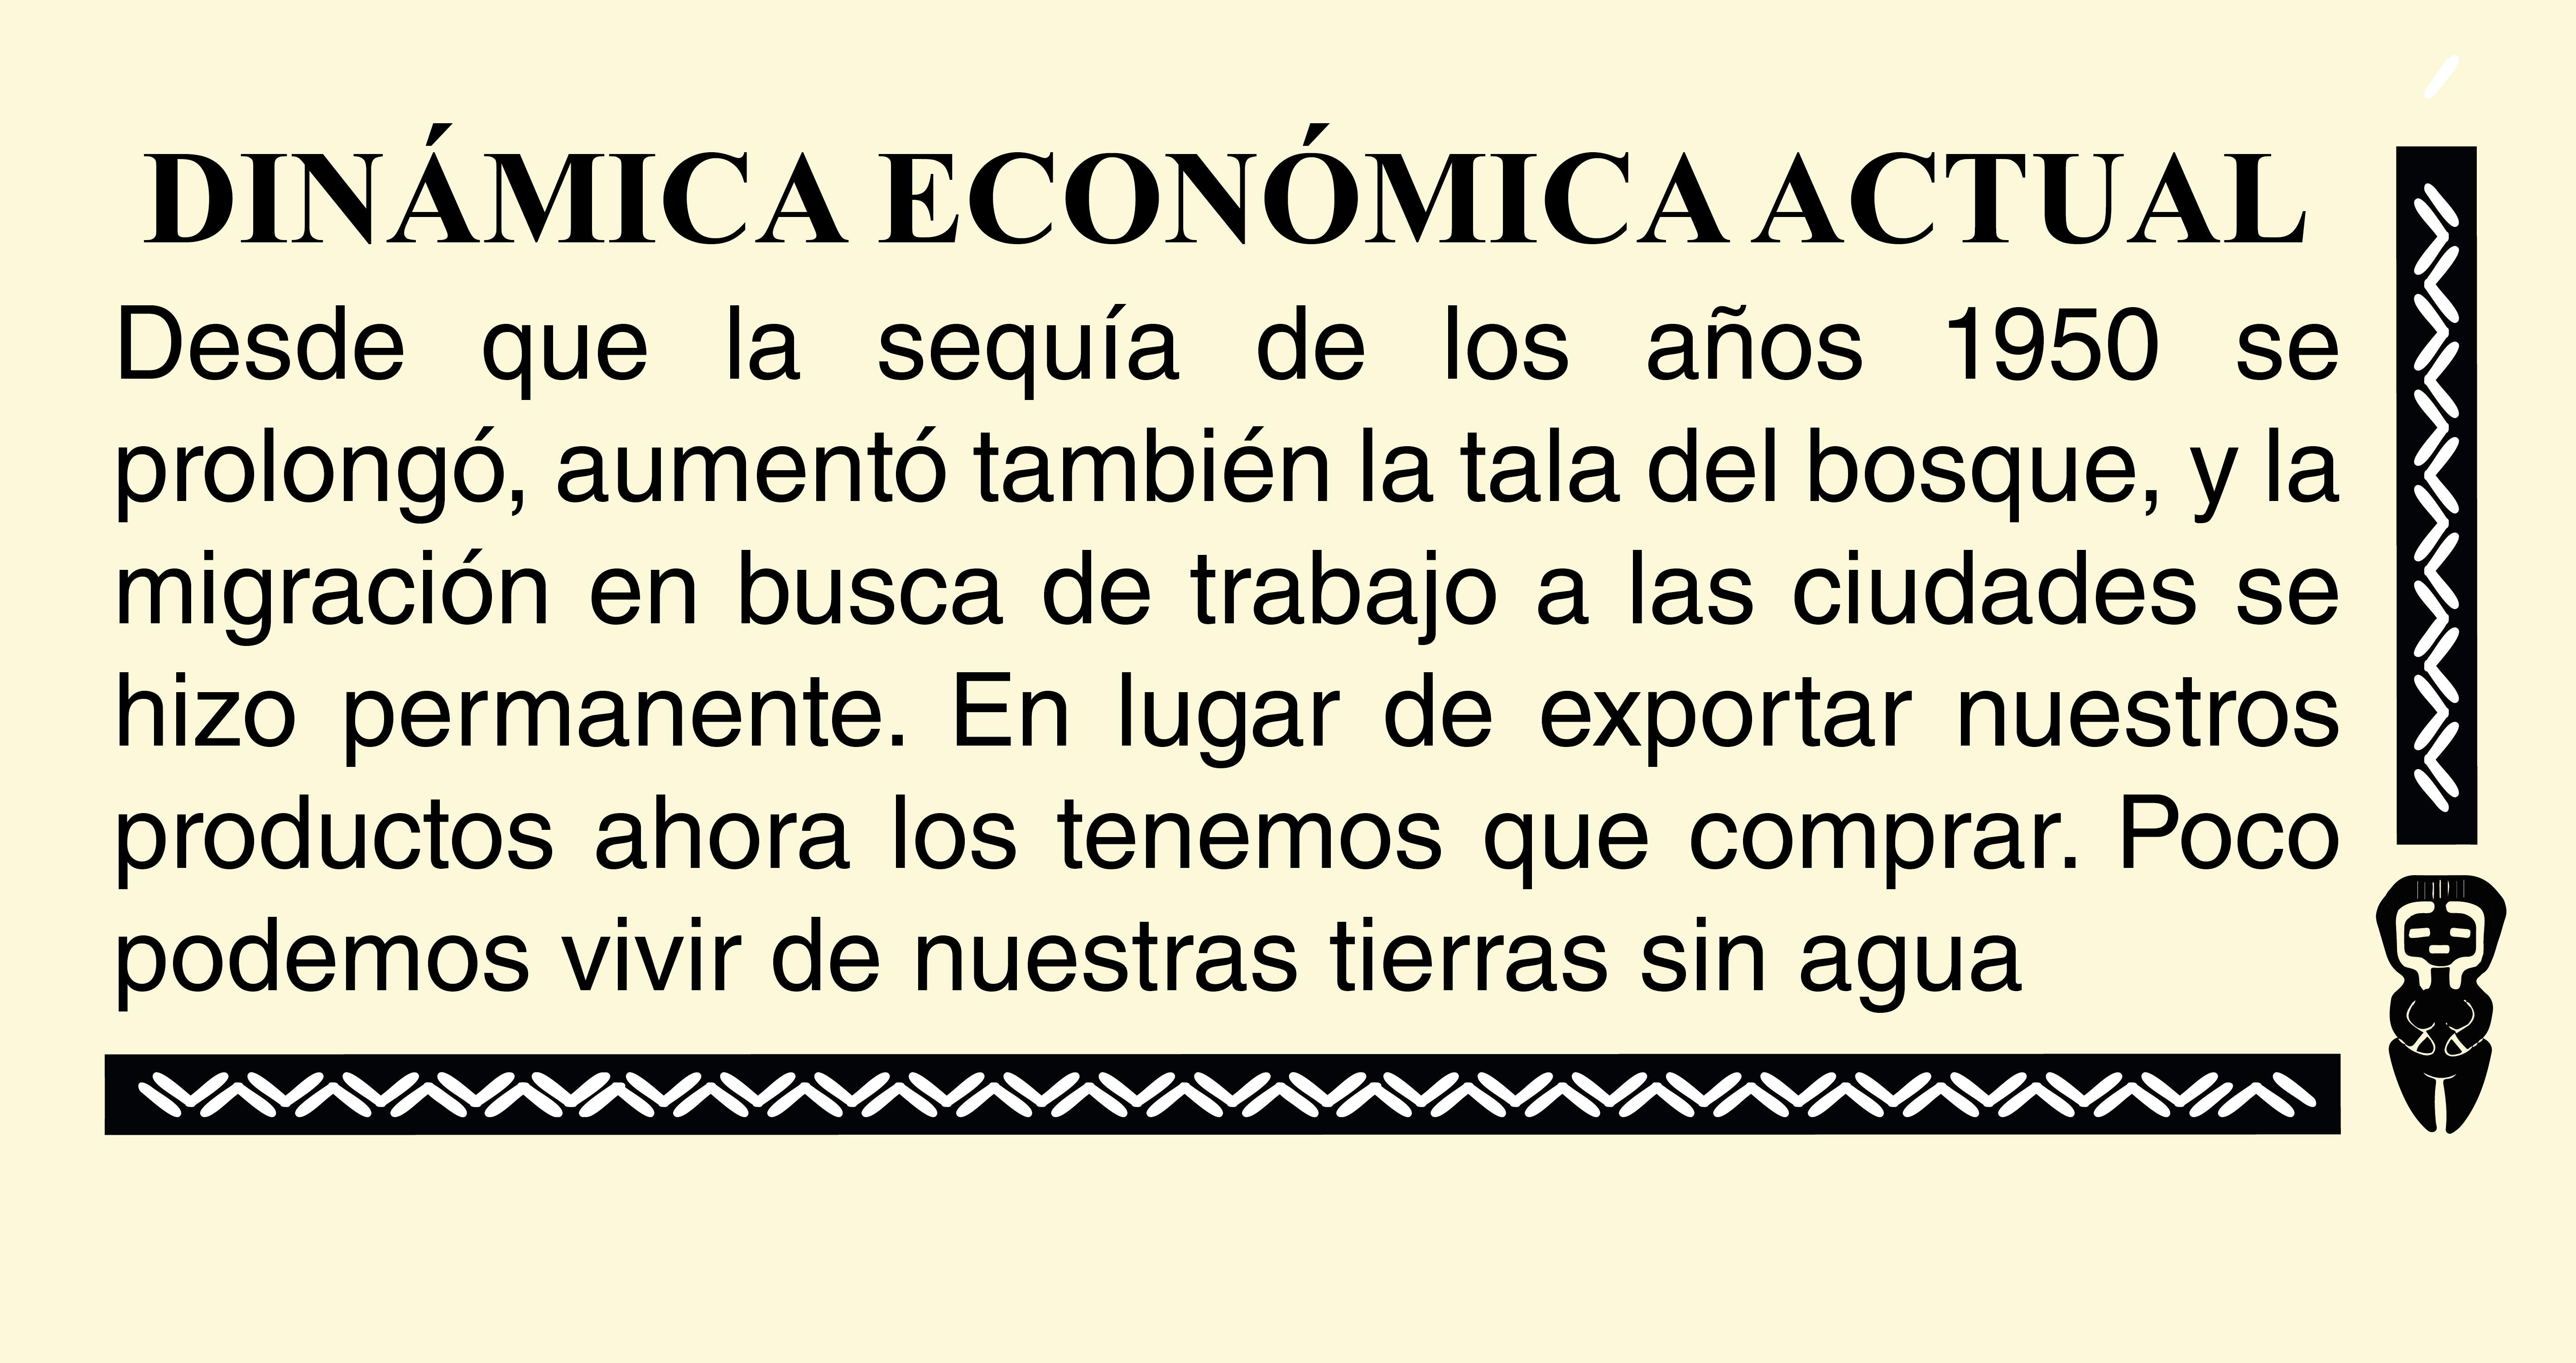 DINÁMICA ECONÓMICA ACTUAL
Desde que la sequía de los años 1950 se
prolongó, aumentó también la tala del bosque, y la
migración en busca de trabajo a las ciudades se
hizo permanente. En lugar de exportar nuestros
productos ahora los tenemos que comprar. Poco
podemos vivir de nuestras tierras sin agua